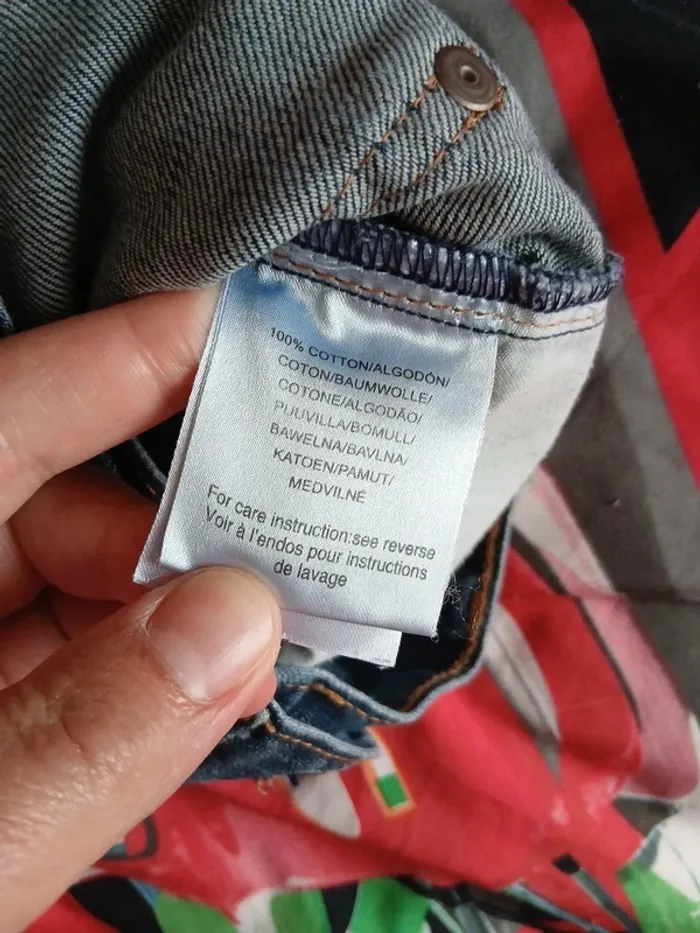 100% COTTON/ALGODÓN/
COTON/BAUMWOLLE/
COTONE/ALGODÃO/
PUUVILLA/BOMULL/
BAWELNA/BAVLNA/
KATOEN/PAMUT/
MEDVILNÉ
For care instruction:see reverse
Voir à l'endos pour instructions
de lavage